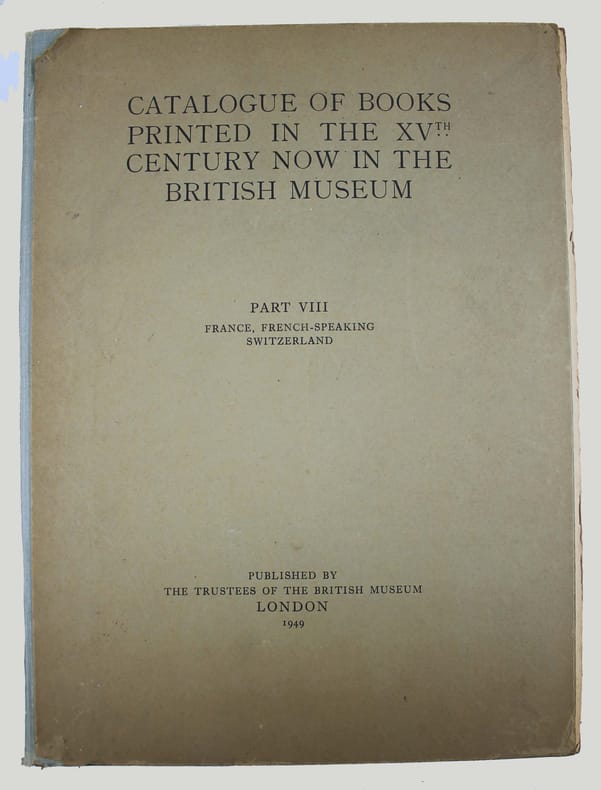 CATALOGUE OF BOOKS
PRINTED IN THE XVTH
CENTURY NOW IN THE
BRITISH MUSEUM
PART VIII
FRANCE, FRENCH-SPEAKING
SWITZERLAND
PUBLISHED BY
THE TRUSTEES OF THE BRITISH MUSEUM
LONDON
1949